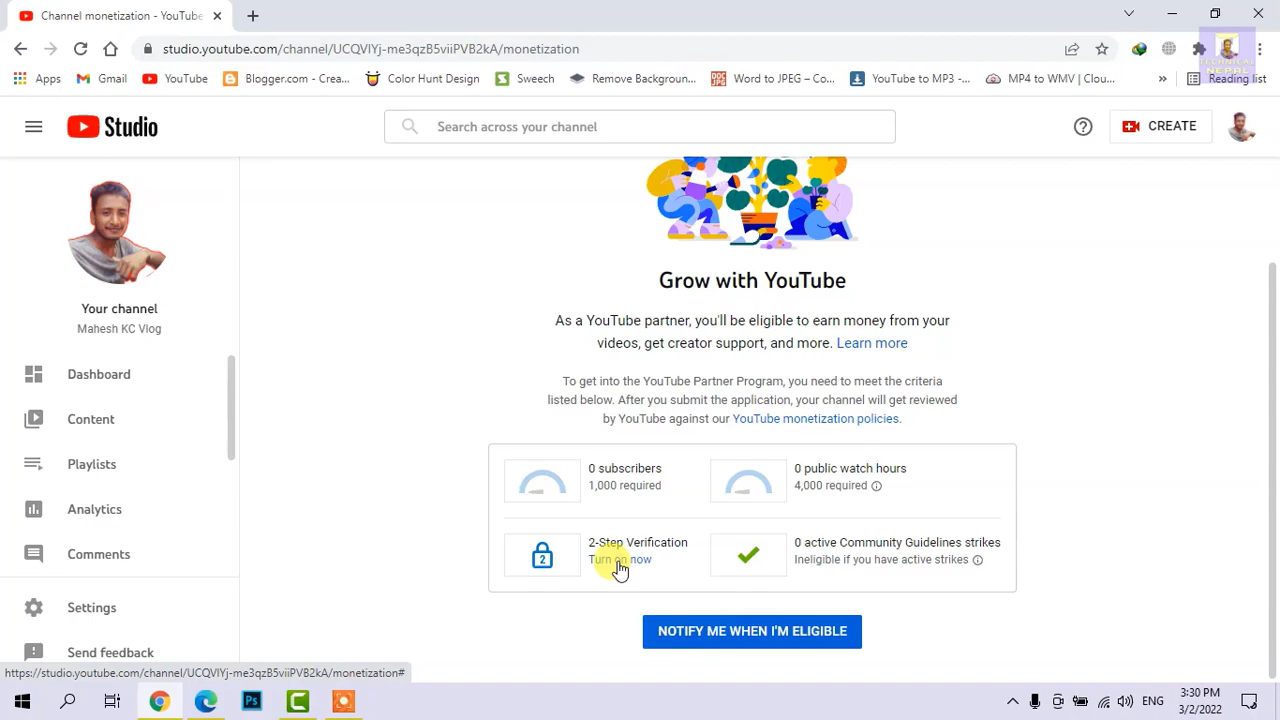 Channel monetization - YouTube
studio.youtube.com/channel/UCQVIYj-me3qzB5viiPVB2kA/monetization
Apps
Gmail
YouTube
Blogger.com - Crea...
Color Hunt Design
Sweech
Remove Backgroun...
Word to JPEG – Co...
YouTube to MP3 -...
MP4 to WMV | Clou...
»
Reading list
TECHNICAL
NEPAL
Studio
Search across your channel
CREATE
Your channel
Mahesh KC Vlog
Dashboard
Content
Playlists
Analytics
Comments
Settings
Send feedback
Grow with YouTube
As a YouTube partner, you'll be eligible to earn money from your
videos, get creator support, and more. Learn more
To get into the YouTube Partner Program, you need to meet the criteria
listed below. After you submit the application, your channel will get reviewed
by YouTube against our YouTube monetization policies.
0 subscribers
1,000 required
0 public watch hours
4,000 required
2
2-Step Verification
Turn on now
0 active Community Guidelines strikes
Ineligible if you have active strikes
NOTIFY ME WHEN I'M ELIGIBLE
https://studio.youtube.com/channel/UCQVIYj-me3qzB5viiPVB2kA/monetization#
Ps
C
ENG
3:30 PM
3/2/2022